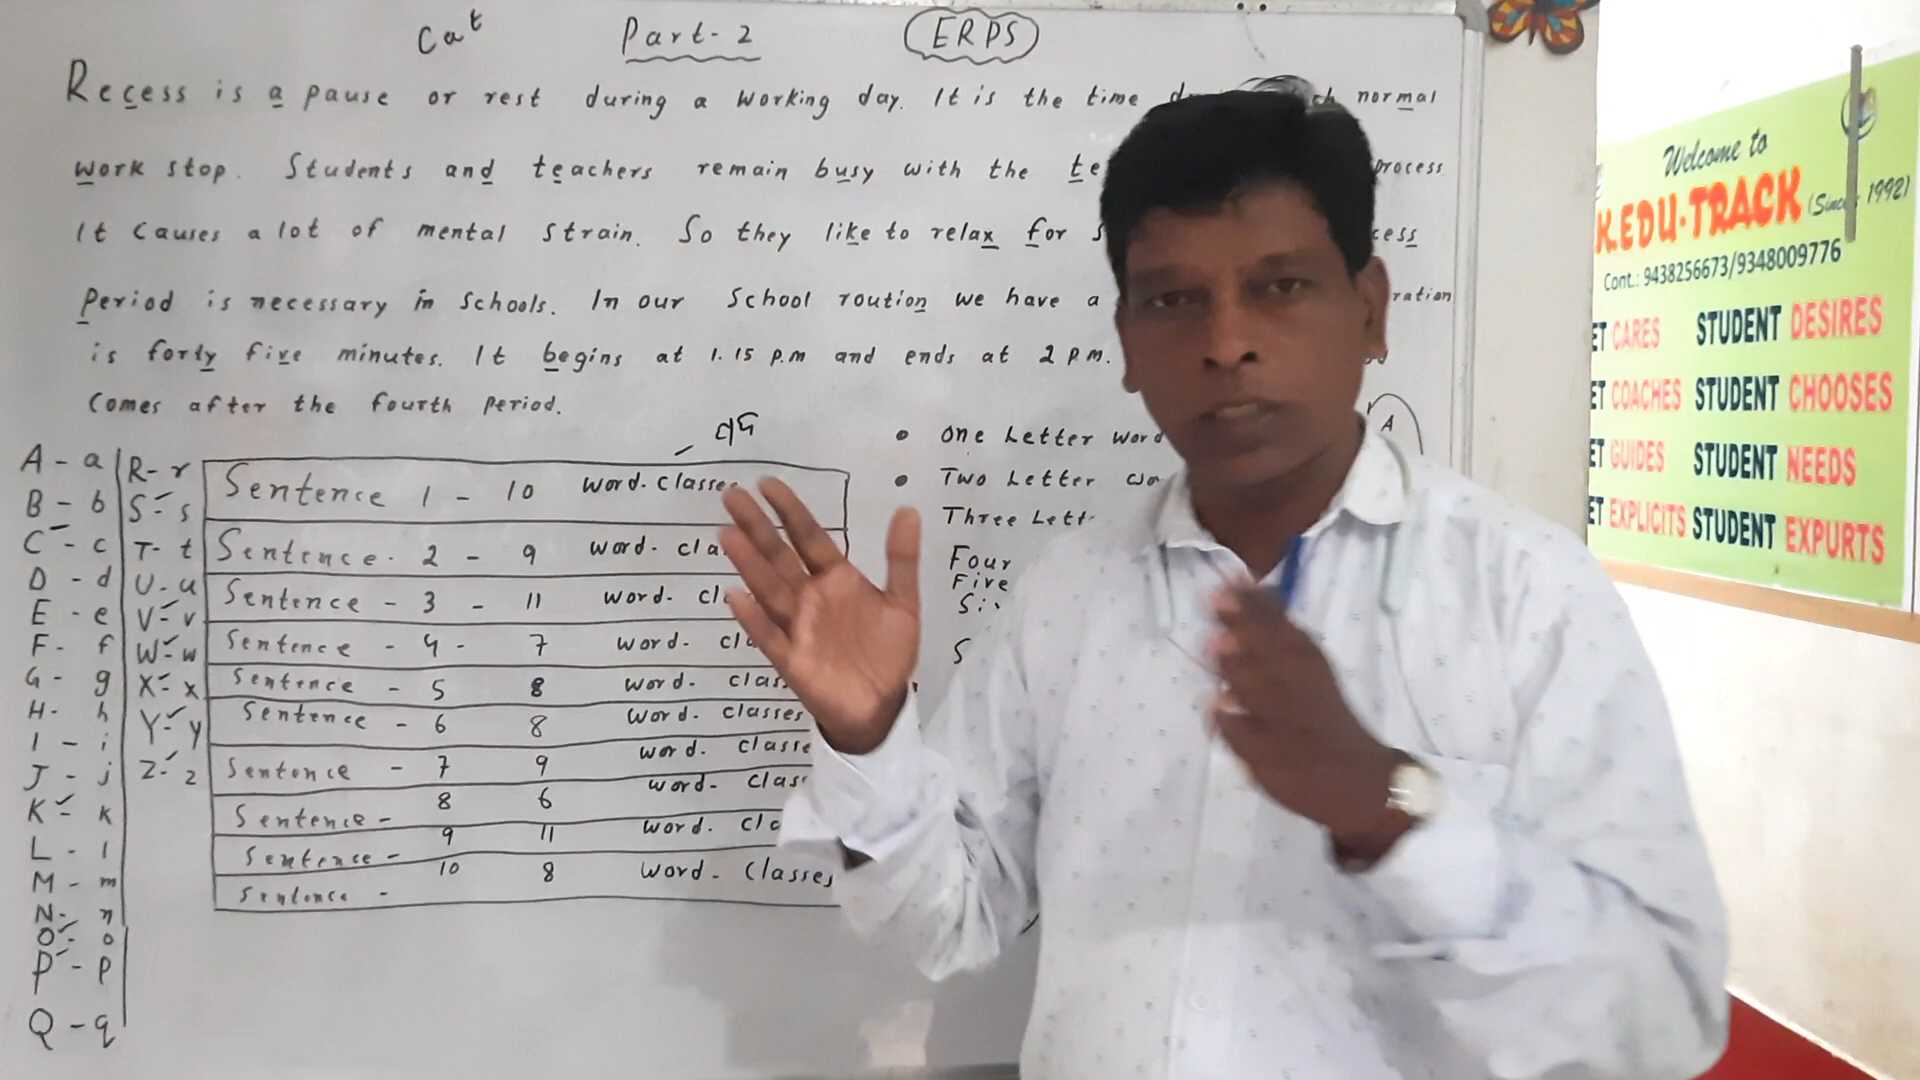 Cat
Part-2
ERPS
Recess is a pause or rest during a working day. It is the time ch normal
work stop. Students and teachers remain busy with the te process
It causes a lot of mental strain. So they like to relax for s cess
Period is necessary in schools. In our School roution we have a ration
is forty five minutes. It begins at 1.15 p.m and ends at 2 p m.
Comes after the fourth period.
A - a
B - b
C - c
D - d
E - e
F - f
G - g
H - h
I - i
J - j
K - k
L - l
M - m
N - n
O - o
P - p
Q - q
R - r
S - s
T - t
U - u
V - v
W - w
X - x
Y - y
Z - z
Sentence 1 - 10 word-classes
Sentence - 2 - 9 word - cla
Sentence - 3 - 11 word - cl
Sentence - 4 - 7 word - cl
Sentence - 5 8 word - clas
Sentence - 6 8 word - classes
Sentence - 7 9 word - classe
Sentence - 8 6 word - clas
Sentence - 9 11 word - cla
Sentence - 10 8 word - classes
• One Letter word
• Two Letter wo
Three Lett
Four
Five
Si
S
A
Welcome to
K.EDU-TRACK (Since 1992)
Cont.: 9438256673/9348009776
ET CARES STUDENT DESIRES
ET COACHES STUDENT CHOOSES
ET GUIDES STUDENT NEEDS
ET EXPLICITS STUDENT EXPURTS